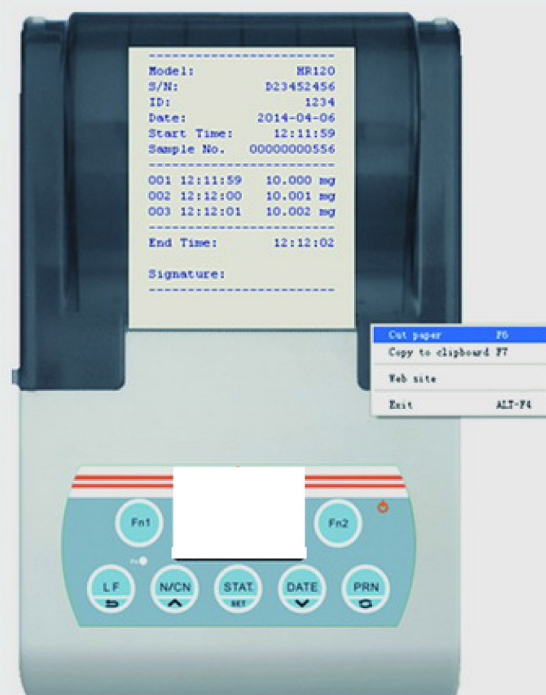 Model: HR120
S/N: D23452456
ID: 1234
Date: 2014-04-06
Start Time: 12:11:59
Sample No. 00000000556
001 12:11:59 10.000 mg
002 12:12:00 10.001 mg
003 12:12:01 10.002 mg
End Time: 12:12:02
Signature:
Cut paper F6
Copy to clipboard F7
Web site
Exit ALT-F4
Fn1 Fn2
Fn
LF N/CN STAT. DATE PRN
SET